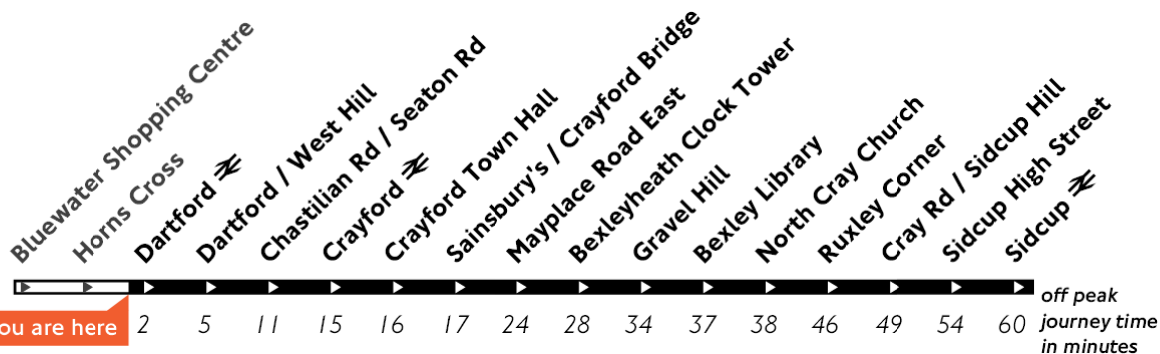 Bluewater Shopping Centre
Horns Cross
Dartford
Dartford / West Hill
Chastilian Rd / Seaton Rd
Crayford
Crayford Town Hall
Sainsbury's / Crayford Bridge
Mayplace Road East
Bexleyheath Clock Tower
Gravel Hill
Bexley Library
North Cray Church
Ruxley Corner
Cray Rd / Sidcup Hill
Sidcup High Street
Sidcup
ou are here 2 5 11 15 16 17 24 28 34 37 38 46 49 54 60
off peak
journey time
in minutes